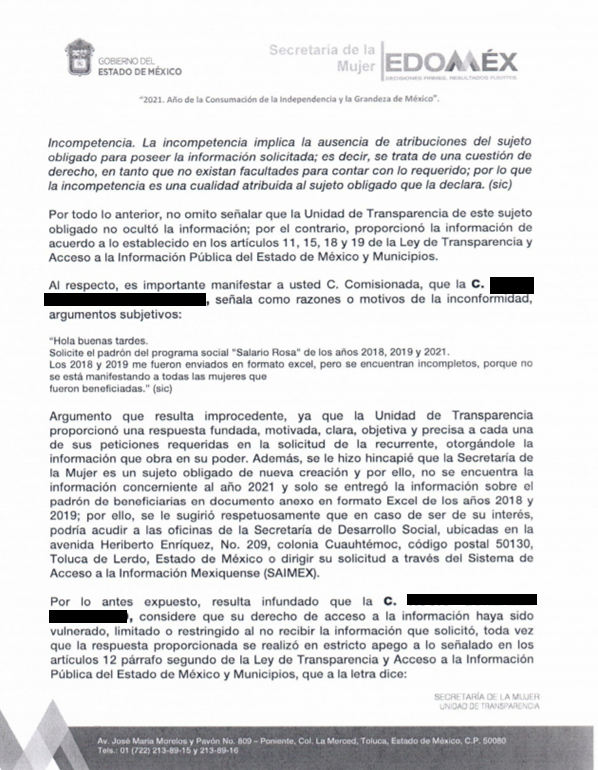 GOBIERNO DEL
ESTADO DE MÉXICO
Secretaría de la
Mujer
EDOMÉX
DECISIONES FIRMES, RESULTADOS FUERTES.
"2021. Año de la Consumación de la Independencia y la Grandeza de México".
Incompetencia. La incompetencia implica la ausencia de atribuciones del sujeto
obligado para poseer la información solicitada; es decir, se trata de una cuestión de
derecho, en tanto que no existan facultades para contar con lo requerido; por lo que
la incompetencia es una cualidad atribuida al sujeto obligado que la declara. (sic)
Por todo lo anterior, no omito señalar que la Unidad de Transparencia de este sujeto
obligado no ocultó la información; por el contrario, proporcionó la información de
acuerdo a lo establecido en los artículos 11, 15, 18 y 19 de la Ley de Transparencia y
Acceso a la Información Pública del Estado de México y Municipios.
Al respecto, es importante manifestar a usted C. Comisionada, que la C.
, señala como razones o motivos de la inconformidad,
argumentos subjetivos:
"Hola buenas tardes.
Solicite el padrón del programa social "Salario Rosa" de los años 2018, 2019 y 2021.
Los 2018 y 2019 me fueron enviados en formato excel, pero se encuentran incompletos, porque no
se está manifestando a todas las mujeres que
fueron beneficiadas." (sic)
Argumento que resulta improcedente, ya que la Unidad de Transparencia
proporcionó una respuesta fundada, motivada, clara, objetiva y precisa a cada una
de sus peticiones requeridas en la solicitud de la recurrente, otorgándole la
información que obra en su poder. Además, se le hizo hincapié que la Secretaría de
la Mujer es un sujeto obligado de nueva creación y por ello, no se encuentra la
información concerniente al año 2021 y solo se entregó la información sobre el
padrón de beneficiarias en documento anexo en formato Excel de los años 2018 y
2019; por ello, se le sugirió respetuosamente que en caso de ser de su interés,
podría acudir a las oficinas de la Secretaría de Desarrollo Social, ubicadas en la
avenida Heriberto Enríquez, No. 209, colonia Cuauhtémoc, código postal 50130,
Toluca de Lerdo, Estado de México o dirigir su solicitud a través del Sistema de
Acceso a la Información Mexiquense (SAIMEX).
Por lo antes expuesto, resulta infundado que la C.
, considere que su derecho de acceso a la información haya sido
vulnerado, limitado o restringido al no recibir la información que solicitó, toda vez
que la respuesta proporcionada se realizó en estricto apego a lo señalado en los
artículos 12 párrafo segundo de la Ley de Transparencia y Acceso a la Información
Pública del Estado de México y Municipios, que a la letra dice:
SECRETARÍA DE LA MUJER
UNIDAD DE TRANSPARENCIA
Av. José María Morelos y Pavón No. 809 – Poniente, Col. La Merced, Toluca, Estado de México, C.P. 50080
Tels.: 01 (722) 213-89-15 y 213-89-16